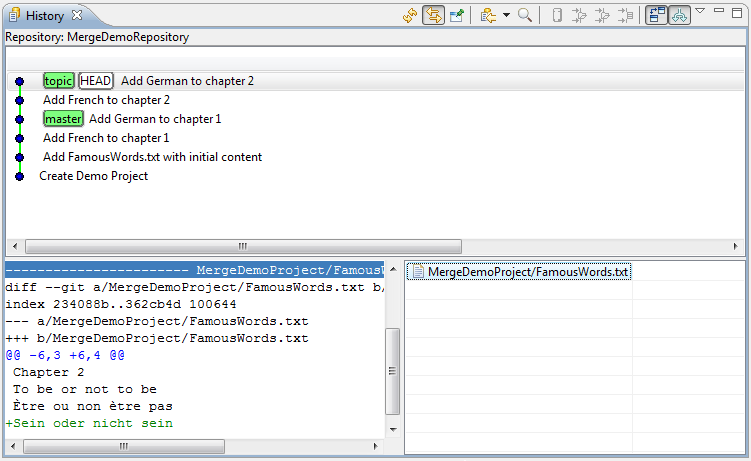 History
Repository: MergeDemoRepository
topic HEAD Add German to chapter 2
Add French to chapter 2
master Add German to chapter 1
Add French to chapter 1
Add FamousWords.txt with initial content
Create Demo Project
------------------------ MergeDemoProject/FamousW
diff --git a/MergeDemoProject/FamousWords.txt b/
index 234088b..362cb4d 100644
--- a/MergeDemoProject/FamousWords.txt
+++ b/MergeDemoProject/FamousWords.txt
@@ -6,3 +6,4 @@
Chapter 2
To be or not to be
Être ou non être pas
+Sein oder nicht sein
MergeDemoProject/FamousWords.txt